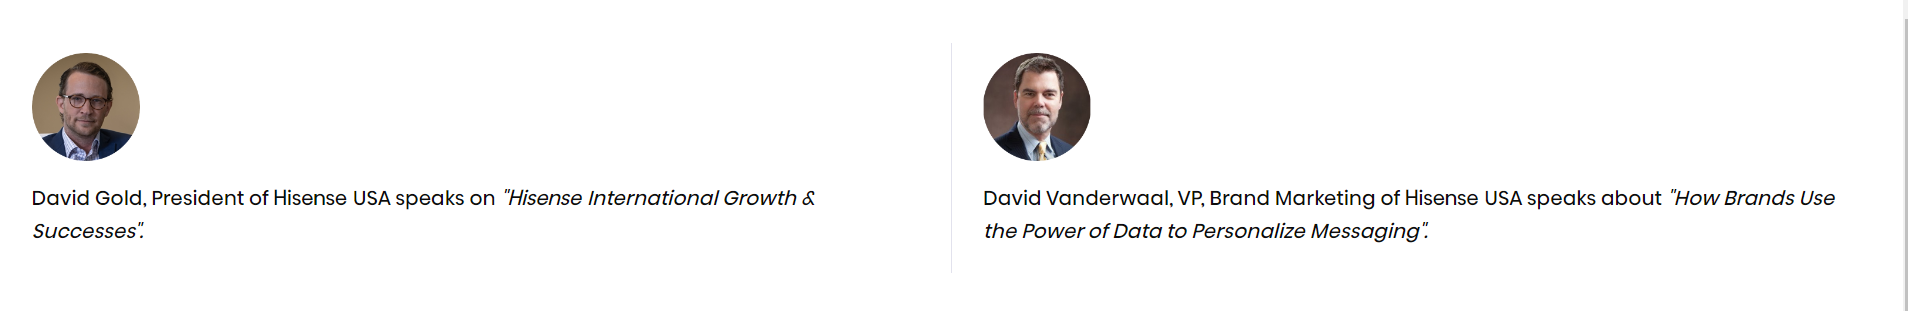 David Gold, President of Hisense USA speaks on "Hisense International Growth &
Successes".
David Vanderwaal, VP, Brand Marketing of Hisense USA speaks about "How Brands Use
the Power of Data to Personalize Messaging".